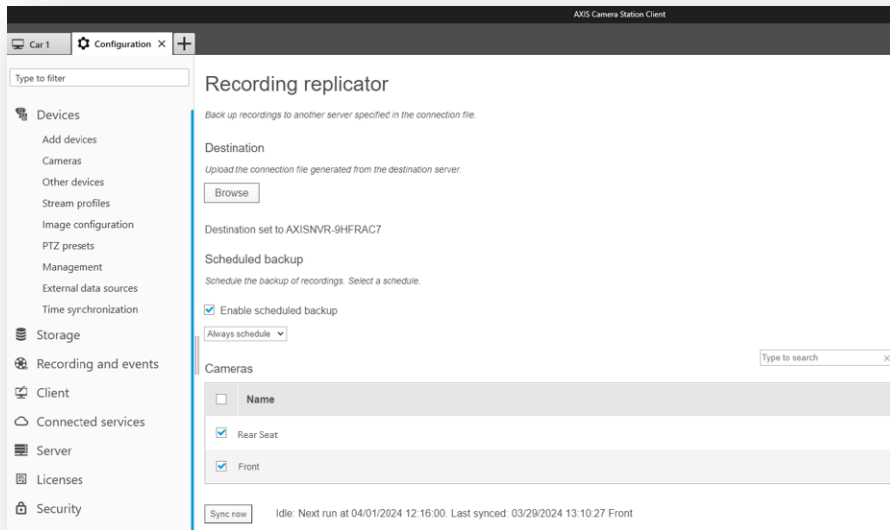 AXIS Camera Station Client
Car 1
Configuration
Type to filter
Devices
Add devices
Cameras
Other devices
Stream profiles
Image configuration
PTZ presets
Management
External data sources
Time synchronization
Storage
Recording and events
Client
Connected services
Server
Licenses
Security
Recording replicator
Back up recordings to another server specified in the connection file.
Destination
Upload the connection file generated from the destination server.
Browse
Destination set to AXISNVR-9HFRAC7
Scheduled backup
Schedule the backup of recordings. Select a schedule.
Enable scheduled backup
Always schedule
Type to search
Cameras
Name
Rear Seat
Front
Sync now Idle: Next run at 04/01/2024 12:16:00. Last synced: 03/29/2024 13:10:27 Front